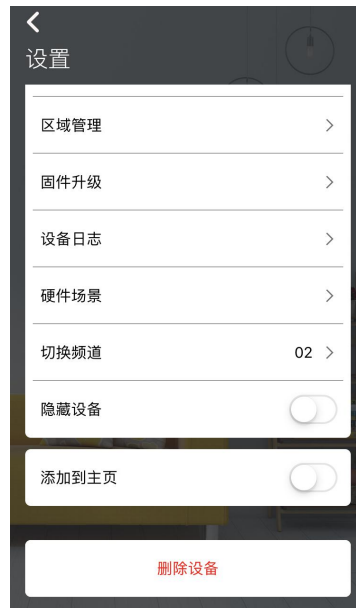 设置
区域管理
固件升级
设备日志
硬件场景
切换频道 02
隐藏设备
添加到主页
删除设备